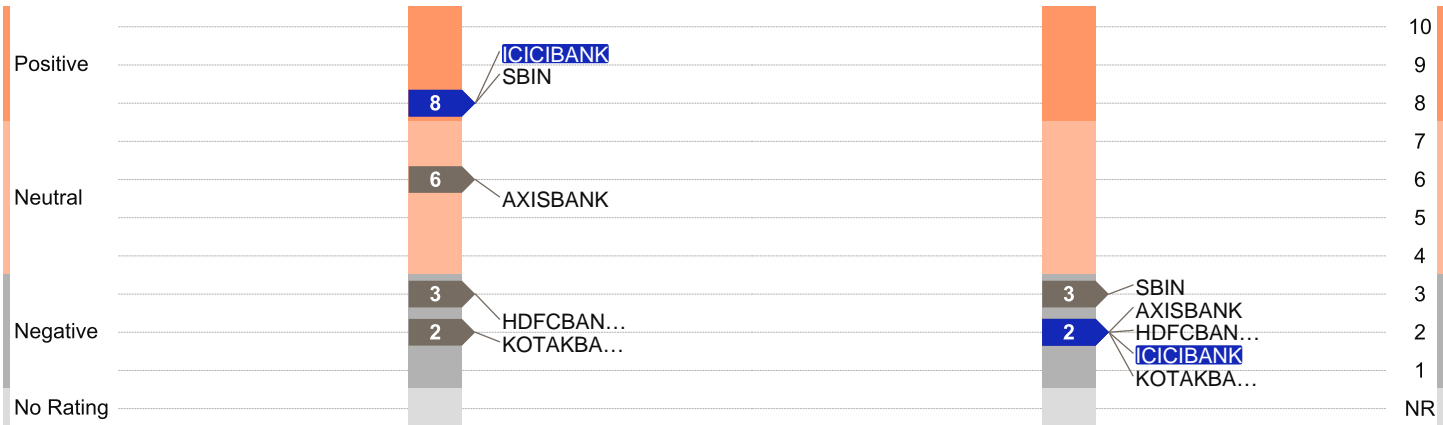 10
Positive
ICICIBANK
9
SBIN
8
8
7
6
6
Neutral
AXISBANK
5
4
3
3
SBIN
3
AXISBANK
HDFCBAN…
Negative
2
KOTAKBA…
2
HDFCBAN…
2
ICICIBANK
1
KOTAKBA…
No Rating
NR